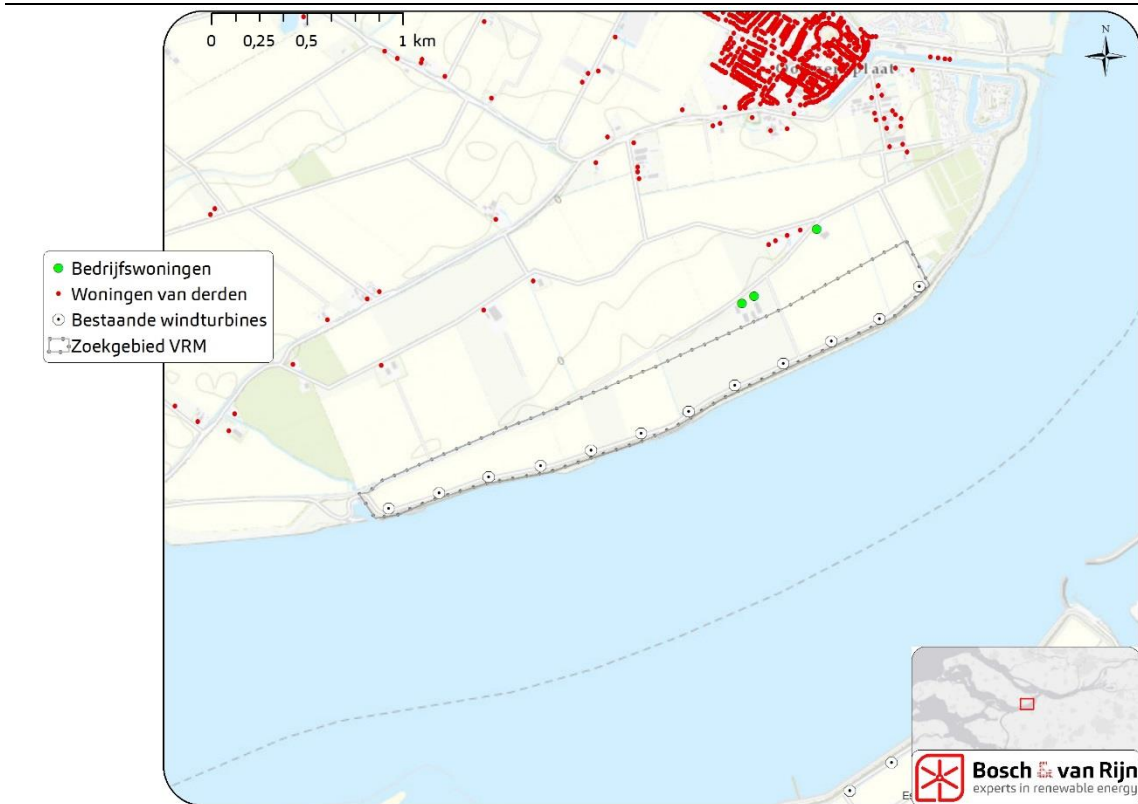 0 0,25 0,5 1 km
N
Bedrijfswoningen
Woningen van derden
Bestaande windturbines
Zoekgebied VRM
Bosch & van Rijn
experts in renewable energy